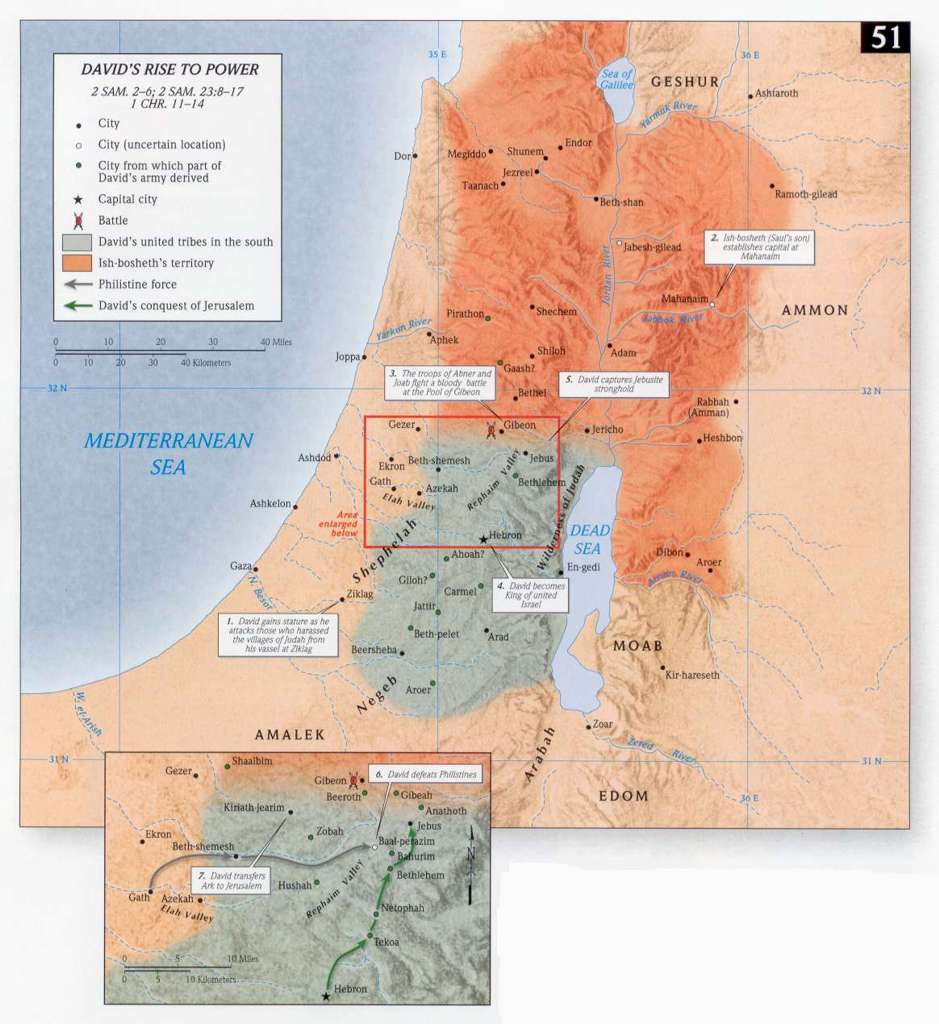 51
DAVID'S RISE TO POWER
2 SAM. 2–6; 2 SAM. 23:8–17
1 CHR. 11–14
City
City (uncertain location)
City from which part of
David's army derived
Capital city
Battle
David's united tribes in the south
Ish-bosheth's territory
Philistine force
David's conquest of Jerusalem
0 10 20 30 40 Miles
0 10 20 30 40 Kilometers
35 E
36 E
Sea of
Galilee
GESHUR
Ashtaroth
Yarmuk River
Dor
Megiddo
Shunem
Endor
Jezreel
Taanach
Beth-shan
Ramoth-gilead
Jabesh-gilead
Jordan River
2. Ish-bosheth (Saul's son)
establishes capital at
Mahanaim
Mahanaim
Jabbok River
AMMON
Pirathon
Shechem
Yarkon River
Aphek
Adam
Joppa
Shiloh
Gaash?
3. The troops of Abner and
Joab fight a bloody battle
at the Pool of Gibeon
5. David captures Jebusite
stronghold
32 N
32 N
Bethel
Rabbah
(Amman)
MEDITERRANEAN
SEA
Gezer
Gibeon
Jericho
Heshbon
Ashdod
Ekron
Beth-shemesh
Jebus
Gath
Azekah
Elah Valley
Rephaim Valley
Bethlehem
Wilderness of Judah
Ashkelon
Area
enlarged
below
Shephelah
Hebron
DEAD
SEA
Ahoah?
Dibon
Aroer
Gaza
N. Besor
Giloh?
Carmel
En-gedi
Arnon River
Ziklag
4. David becomes
King of united
Israel
Jattir
1. David gains stature as he
attacks those who harassed
the villages of Judah from
his vassel at Ziklag
Beth-pelet
Arad
MOAB
Beersheba
Kir-hareseth
Negeb
Aroer
W. el-Arish
Zoar
AMALEK
Arabah
Zered River
31 N
31 N
EDOM
36 E
Shaalbim
Gezer
Gibeon
6. David defeats Philistines
Beeroth
Gibeah
Kiriath-jearim
Anathoth
Jebus
Ekron
Zobah
Beth-shemesh
Baal-perazim
N
Bahurim
7. David transfers
Ark to Jerusalem
Bethlehem
Hushah
Rephaim Valley
Gath
Azekah
Elah Valley
Netophah
Tekoa
0 5 10 Miles
0 5 10 Kilometers
Hebron